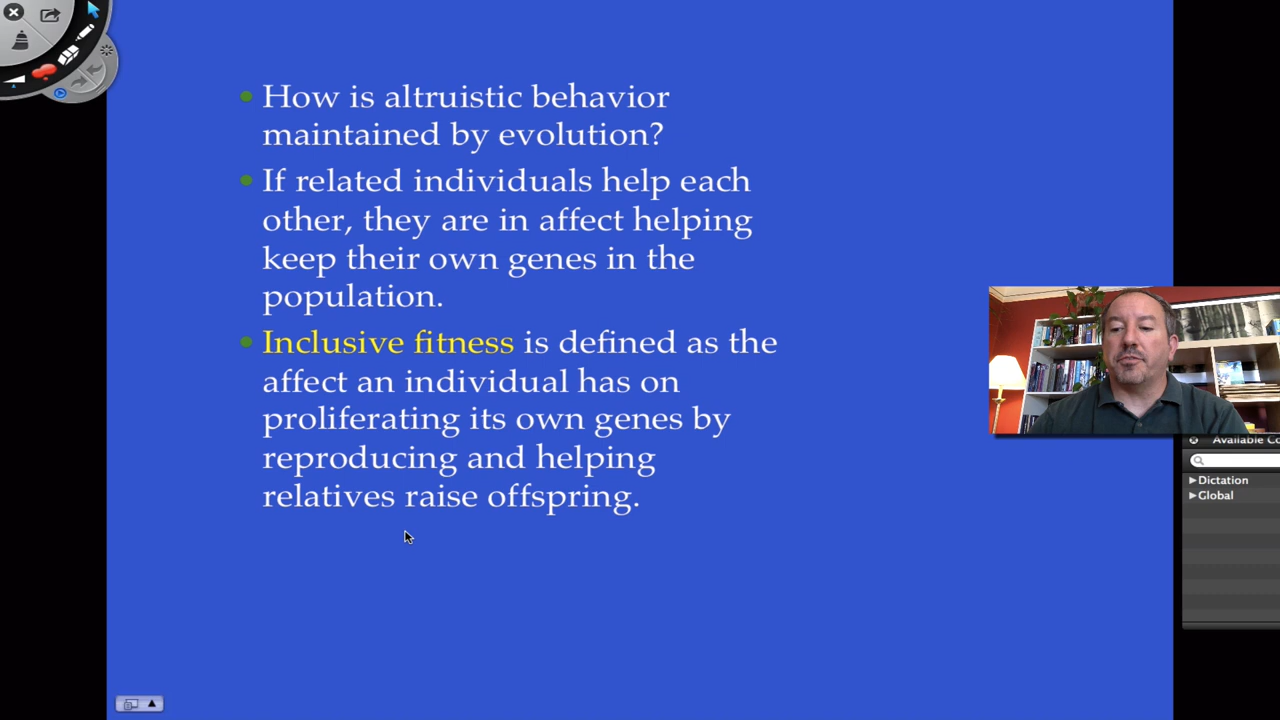 How is altruistic behavior
maintained by evolution?
If related individuals help each
other, they are in affect helping
keep their own genes in the
population.
Inclusive fitness is defined as the
affect an individual has on
proliferating its own genes by
reproducing and helping
relatives raise offspring.
Available Co
Dictation
Global